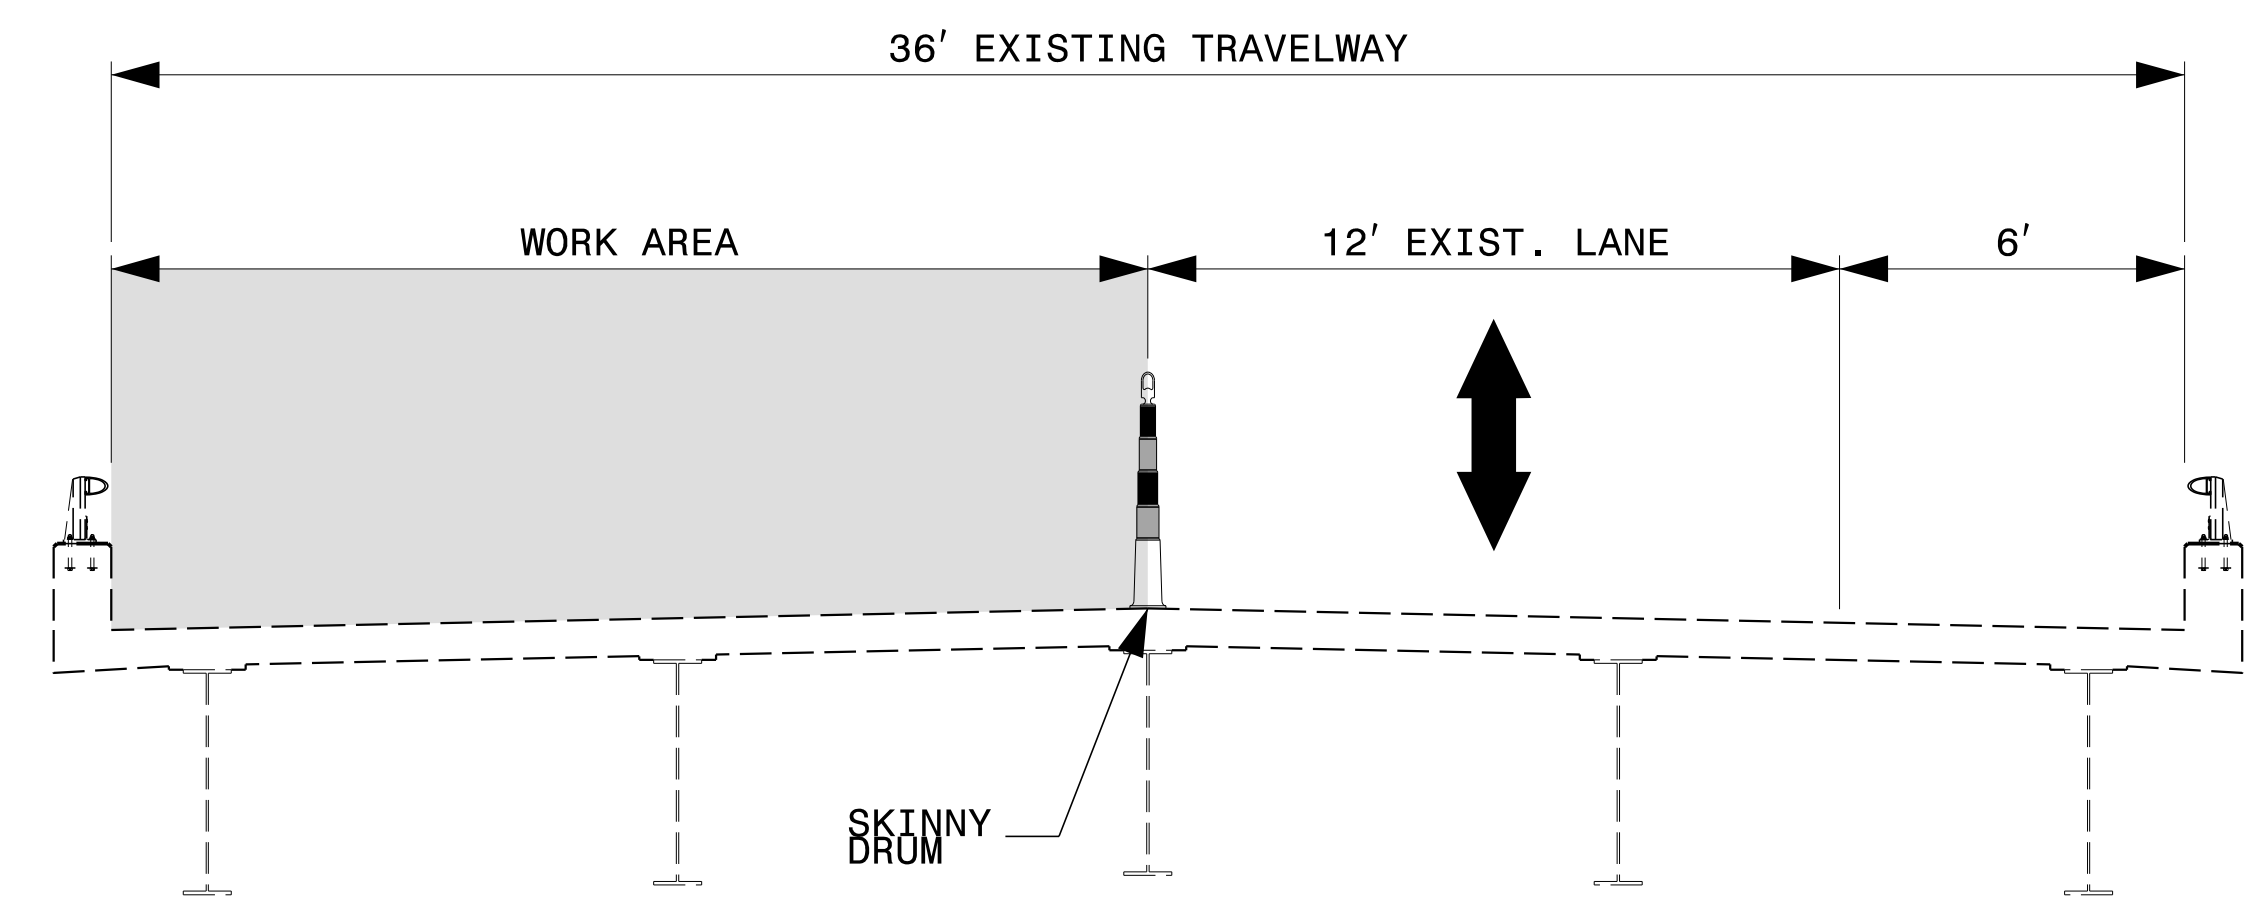 36' EXISTING TRAVELWAY
WORK AREA
12' EXIST. LANE
6'
SKINNY
DRUM